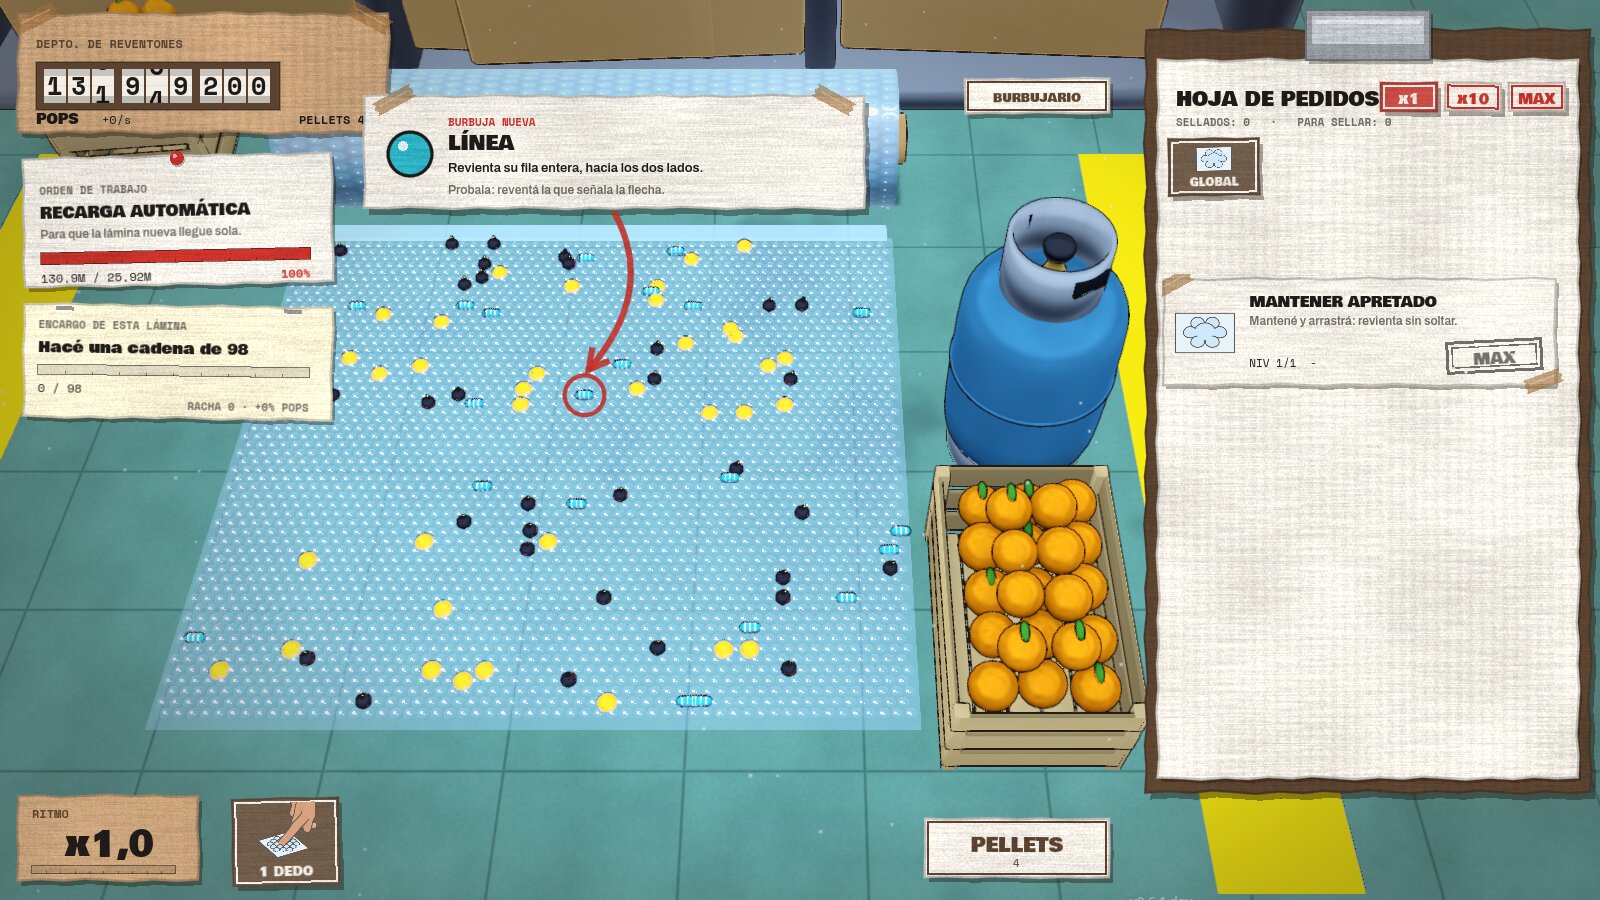 DEPTO. DE REVENTONES
POPS +0/s PELLETS 4
BURBUJA NUEVA
LÍNEA
Revienta su fila entera, hacia los dos lados.
Probala: reventá la que señala la flecha.
BURBUJARIO
HOJA DE PEDIDOS x1 x10 MAX
SELLADOS: 0 · PARA SELLAR: 0
GLOBAL
ORDEN DE TRABAJO
RECARGA AUTOMÁTICA
Para que la lámina nueva llegue sola.
130.9M / 25.92M 100%
ENCARGO DE ESTA LÁMINA
Hacé una cadena de 98
0 / 98
RACHA 0 · +0% POPS
MANTENER APRETADO
Mantené y arrastrá: revienta sin soltar.
NIV 1/1 -
MAX
RITMO
x1,0
1 DEDO
PELLETS
4